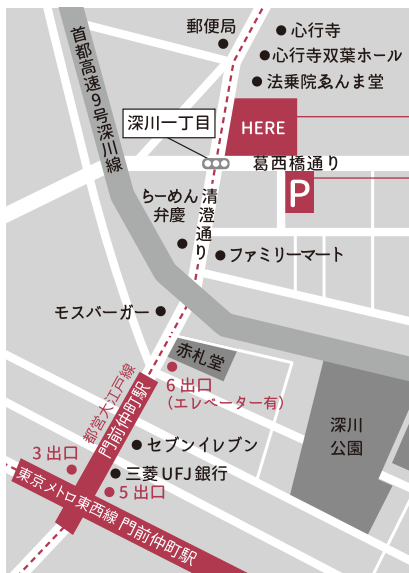 郵便局
心行寺
心行寺双葉ホール
法乗院ゑんま堂
首都高速9号深川線
深川一丁目
HERE
葛西橋通り
P
らーめん
弁慶
清澄通り
ファミリーマート
モスバーガー
赤札堂
6出口
(エレベーター有)
都営大江戸線
門前仲町駅
深川
公園
セブンイレブン
3出口
三菱UFJ銀行
5出口
東京メトロ東西線 門前仲町駅